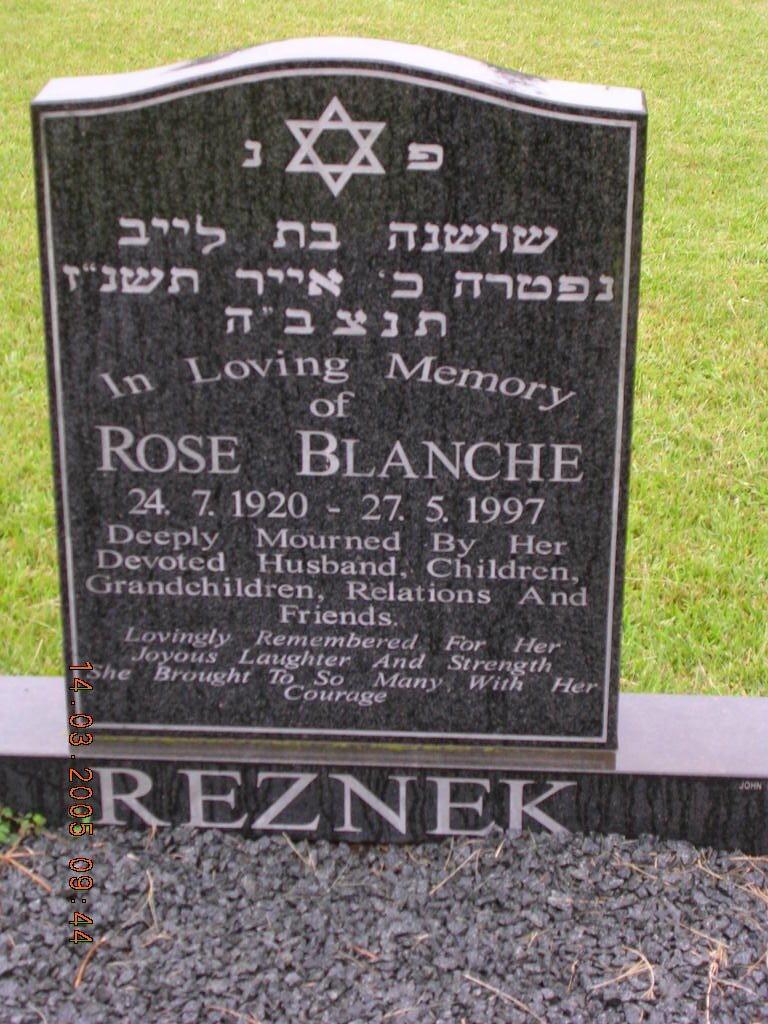 פ נ
שושנה בת לייב
נפטרה כ' אייר תשנ"ז
תנצב"ה
In Loving Memory
of
ROSE BLANCHE
24. 7. 1920 - 27. 5. 1997
Deeply Mourned By Her
Devoted Husband, Children,
Grandchildren, Relations And
Friends.
Lovingly Remembered For Her
Joyous Laughter And Strength
She Brought To So Many With Her
Courage
REZNEK
JOHN
14.03.2005 09:44